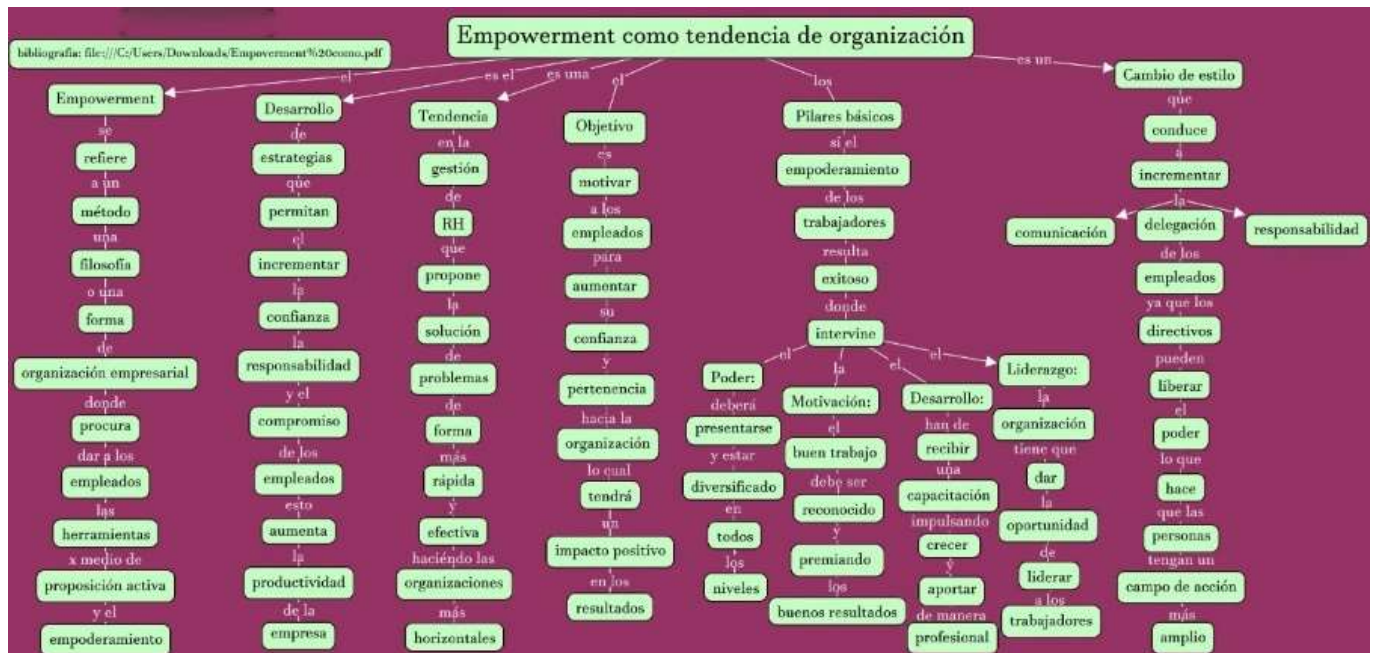 Empowerment como tendencia de organización
bibliografia: file:///C:/Users/Downloads/Empoverment%20como.pdf
el
Empowerment
se
refiere
a un
método
una
filosofía
o una
forma
de
organización empresarial
donde
procura
dar a los
empleados
las
herramientas
x medio de
proposición activa
y el
empoderamiento
es el
Desarrollo
de
estrategias
que
permitan
el
incrementar
la
confianza
la
responsabilidad
y el
compromiso
de los
empleados
esto
aumenta
la
productividad
de la
empresa
es una
Tendencia
en la
gestión
de
RH
que
propone
la
solución
de
problemas
de
forma
más
rápida
y
efectiva
haciéndo las
organizaciones
más
horizontales
el
Objetivo
es
motivar
a los
empleados
para
aumentar
su
confianza
y
pertenencia
hacia la
organización
lo cual
tendrá
un
impacto positivo
en los
resultados
los
Pilares básicos
si el
empoderamiento
de los
trabajadores
resulta
exitoso
donde
intervine
el
Poder:
deberá
presentarse
y estar
diversificado
en
todos
los
niveles
la
Motivación:
el
buen trabajo
debe ser
reconocido
y
premiando
los
buenos resultados
el
Desarrollo:
han de
recibir
una
capacitación
impulsando
crecer
y
aportar
de manera
profesional
el
Liderazgo:
la
organización
tiene que
dar
la
oportunidad
de
liderar
a los
trabajadores
es un
Cambio de estilo
que
conduce
a
incrementar
la
comunicación
delegación
responsabilidad
de los
empleados
ya que los
directivos
pueden
liberar
el
poder
lo que
hace
que las
personas
tengan un
campo de acción
más
amplio